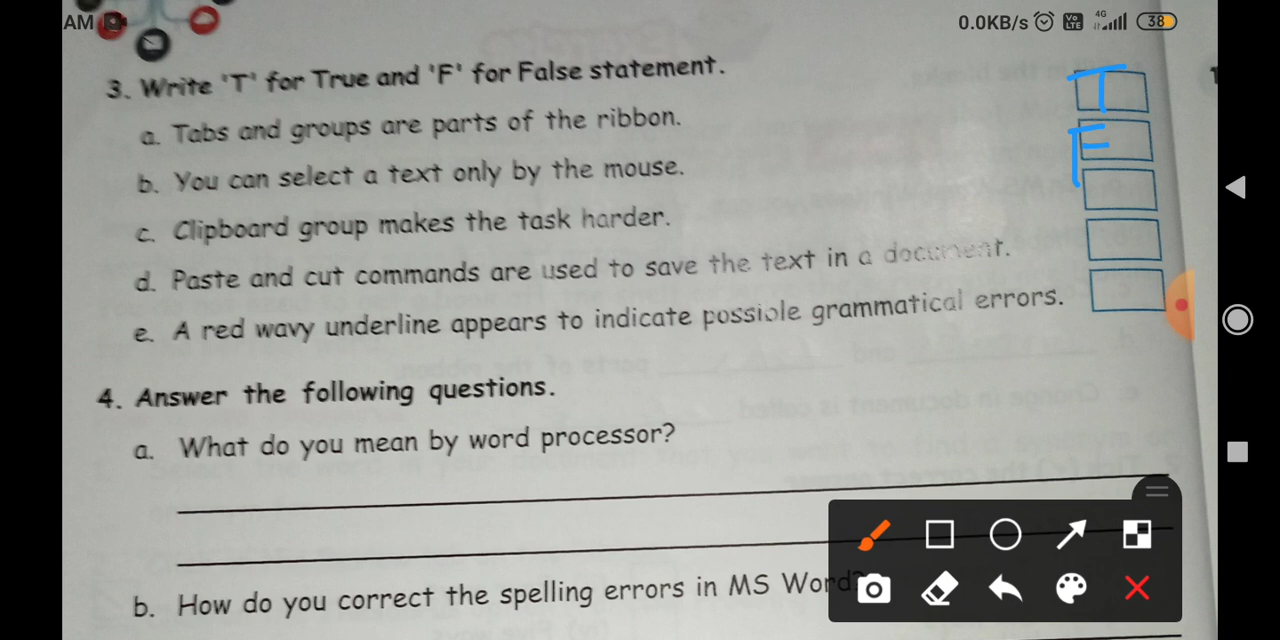 AM 0.0KB/s Vo LTE 4G 38
3. Write 'T' for True and 'F' for False statement.
a. Tabs and groups are parts of the ribbon. T
b. You can select a text only by the mouse. F
c. Clipboard group makes the task harder.
d. Paste and cut commands are used to save the text in a document.
e. A red wavy underline appears to indicate possible grammatical errors.
4. Answer the following questions.
a. What do you mean by word processor?
b. How do you correct the spelling errors in MS Word?